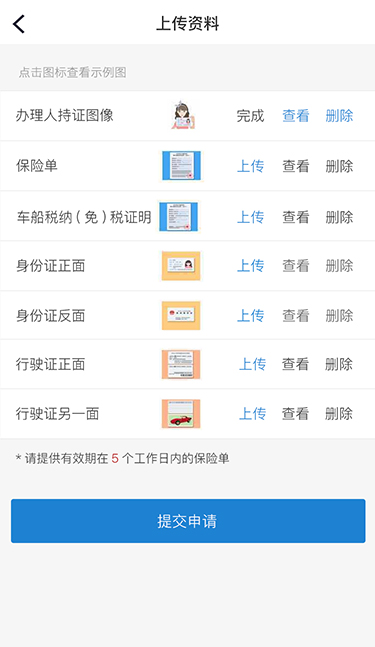 上传资料
点击图标查看示例图
办理人持证图像 完成 查看 删除
保险单 上传 查看 删除
车船税纳（免）税证明 上传 查看 删除
身份证正面 上传 查看 删除
身份证反面 上传 查看 删除
行驶证正面 上传 查看 删除
行驶证另一面 上传 查看 删除
* 请提供有效期在 5 个工作日内的保险单
提交申请